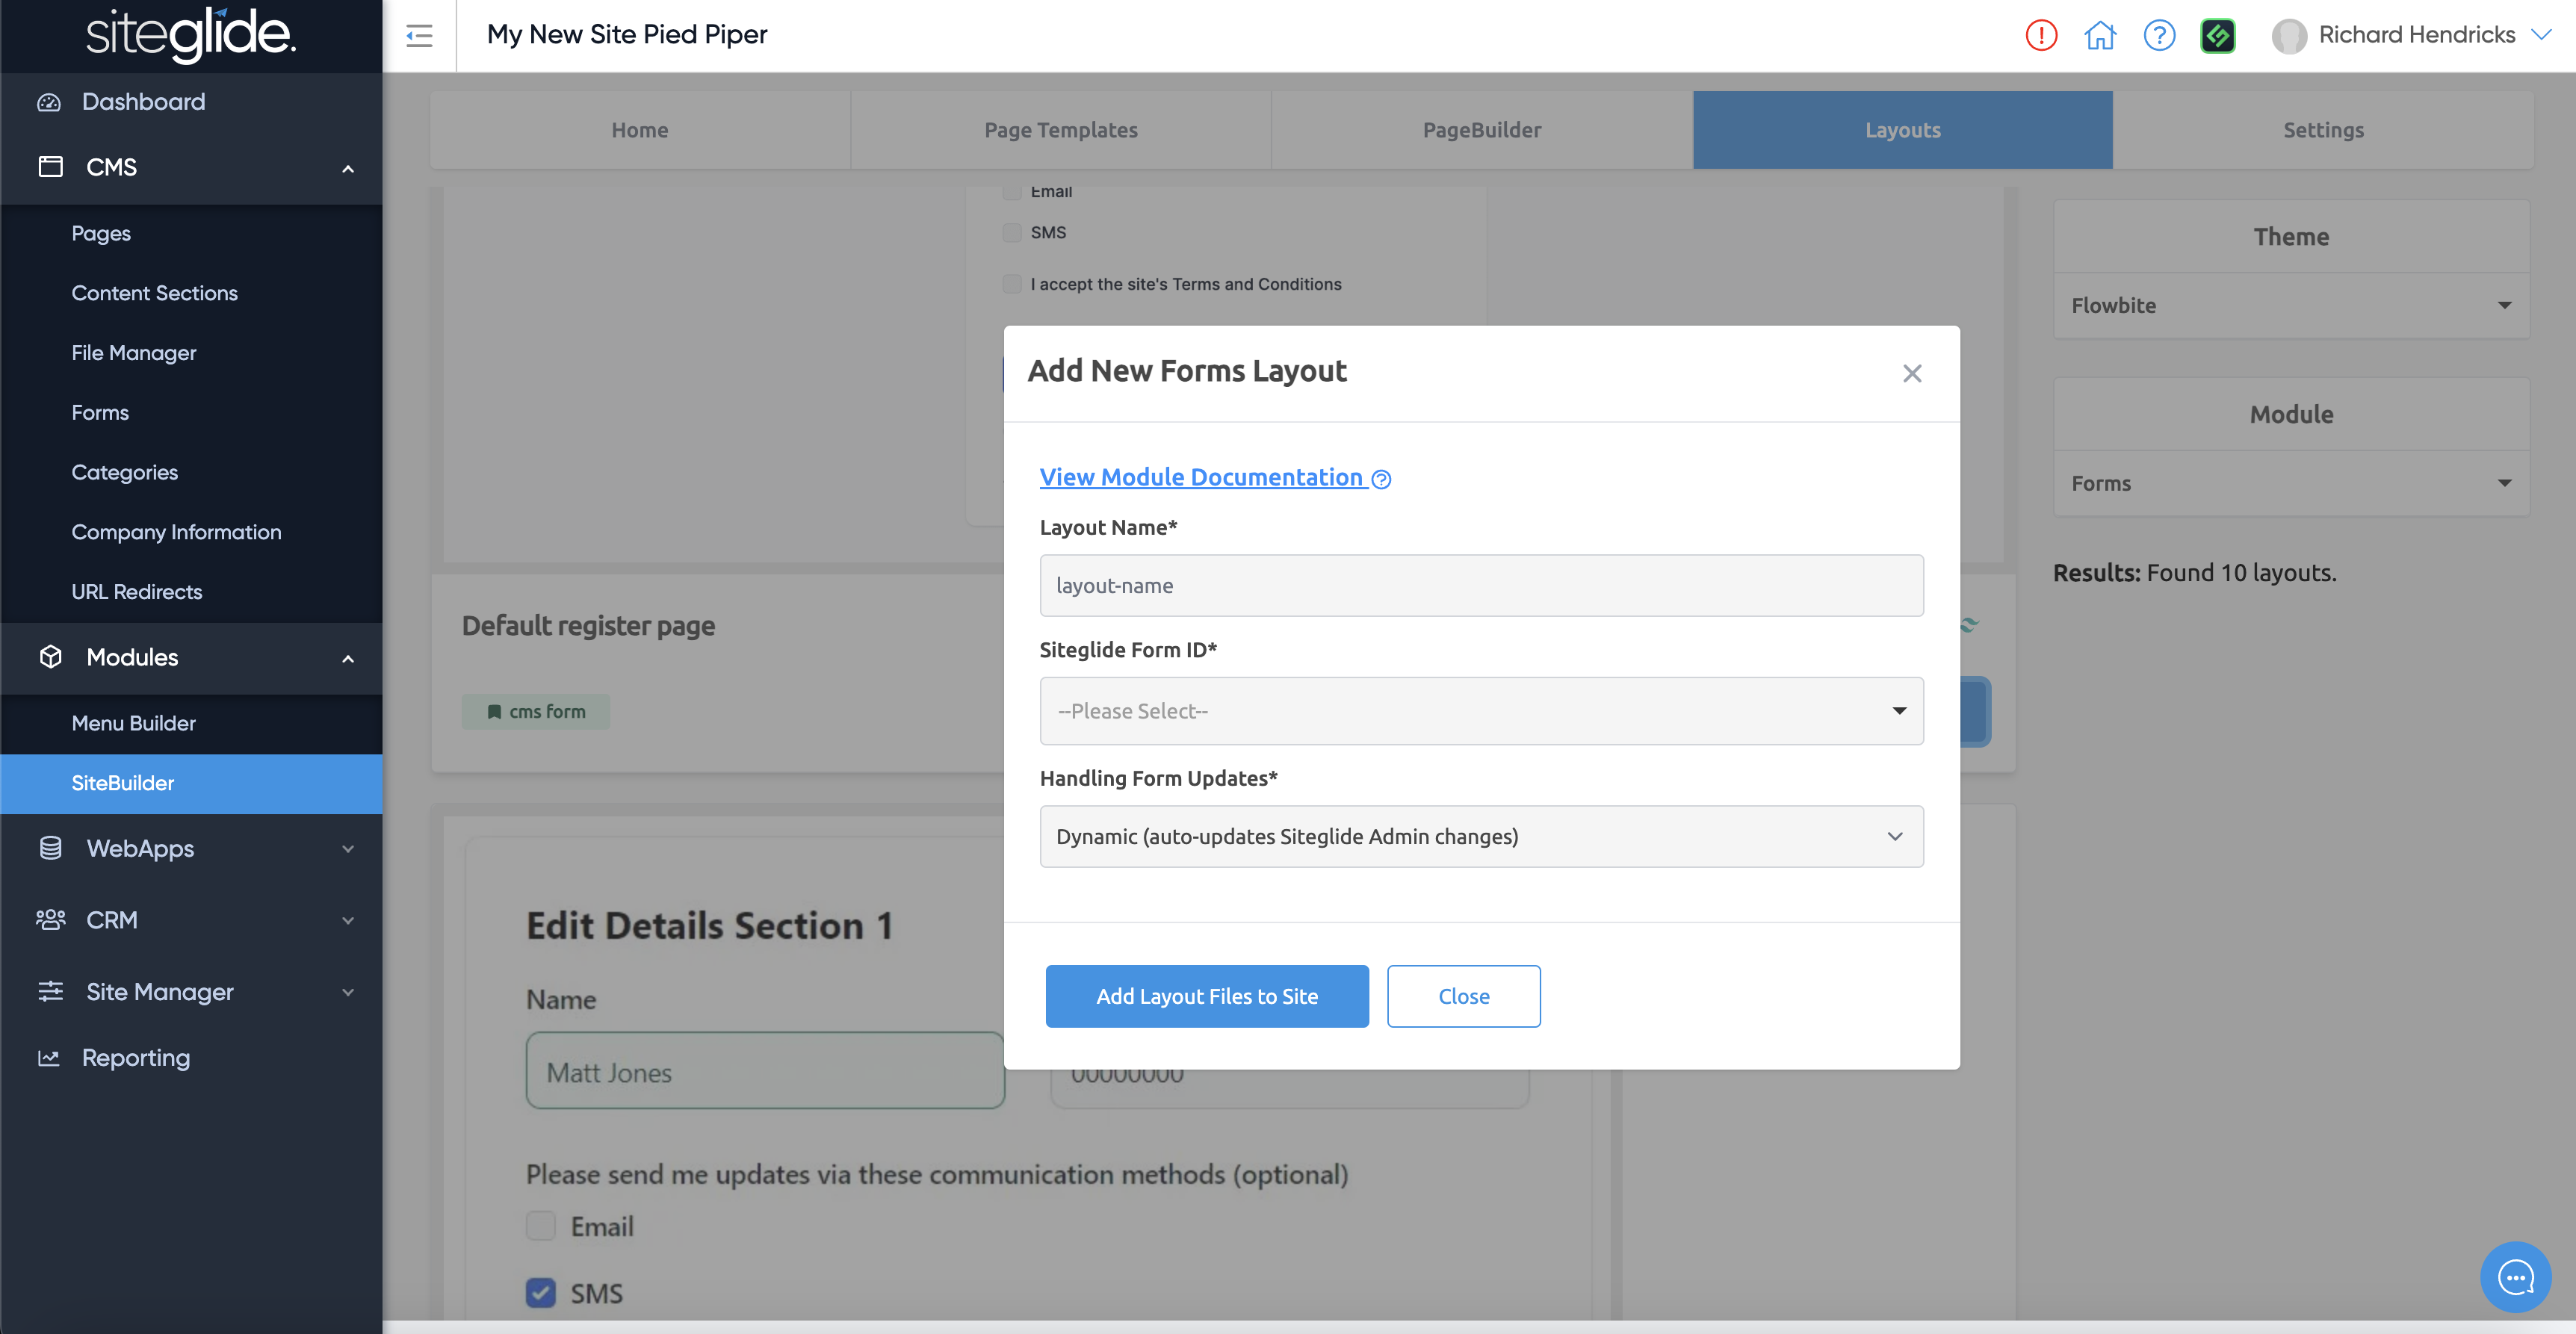 siteglide.
My New Site Pied Piper
Richard Hendricks
Dashboard
CMS
Pages
Content Sections
File Manager
Forms
Categories
Company Information
URL Redirects
Modules
Menu Builder
SiteBuilder
WebApps
CRM
Site Manager
Reporting
Home
Page Templates
PageBuilder
Layouts
Settings
Email
SMS
I accept the site's Terms and Conditions
Theme
Flowbite
Module
Forms
Results: Found 10 layouts.
Add New Forms Layout
View Module Documentation
Layout Name*
layout-name
Siteglide Form ID*
--Please Select--
Handling Form Updates*
Dynamic (auto-updates Siteglide Admin changes)
Add Layout Files to Site
Close
Default register page
cms form
Edit Details Section 1
Name
Matt Jones
00000000
Please send me updates via these communication methods (optional)
Email
SMS